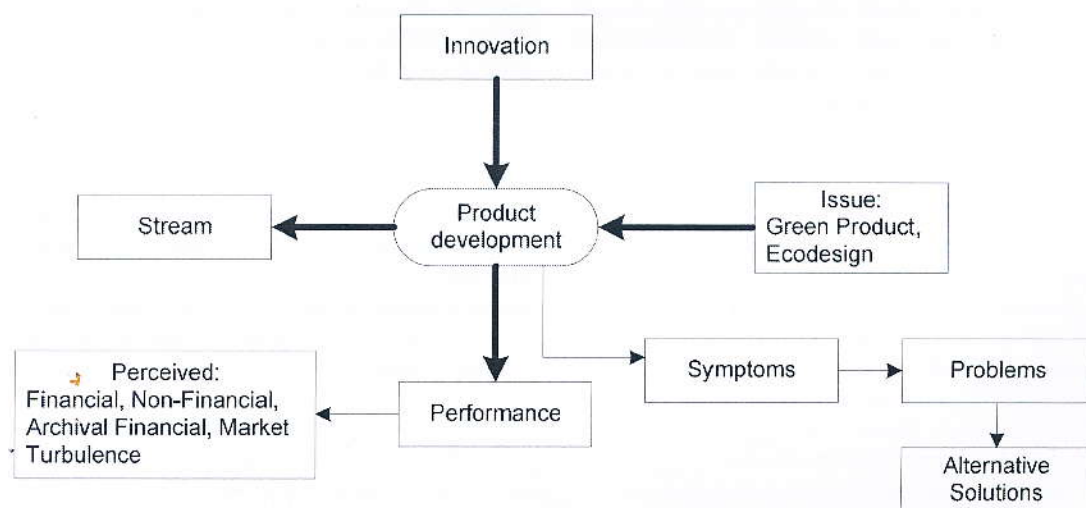 Innovation
Stream
Product
development
Issue:
Green Product,
Ecodesign
Perceived:
Financial, Non-Financial,
Archival Financial, Market
Turbulence
Performance
Symptoms
Problems
Alternative
Solutions